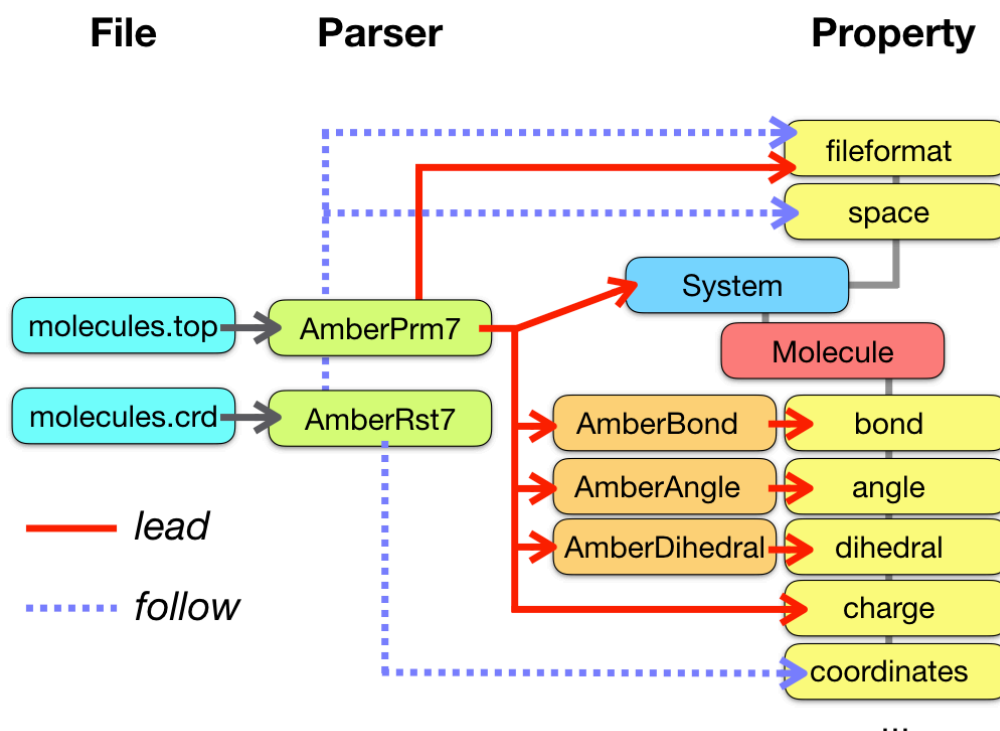 File Parser Property
fileformat
space
System
molecules.top AmberPrm7
Molecule
molecules.crd AmberRst7 AmberBond bond
AmberAngle angle
lead
AmberDihedral dihedral
follow charge
coordinates
...